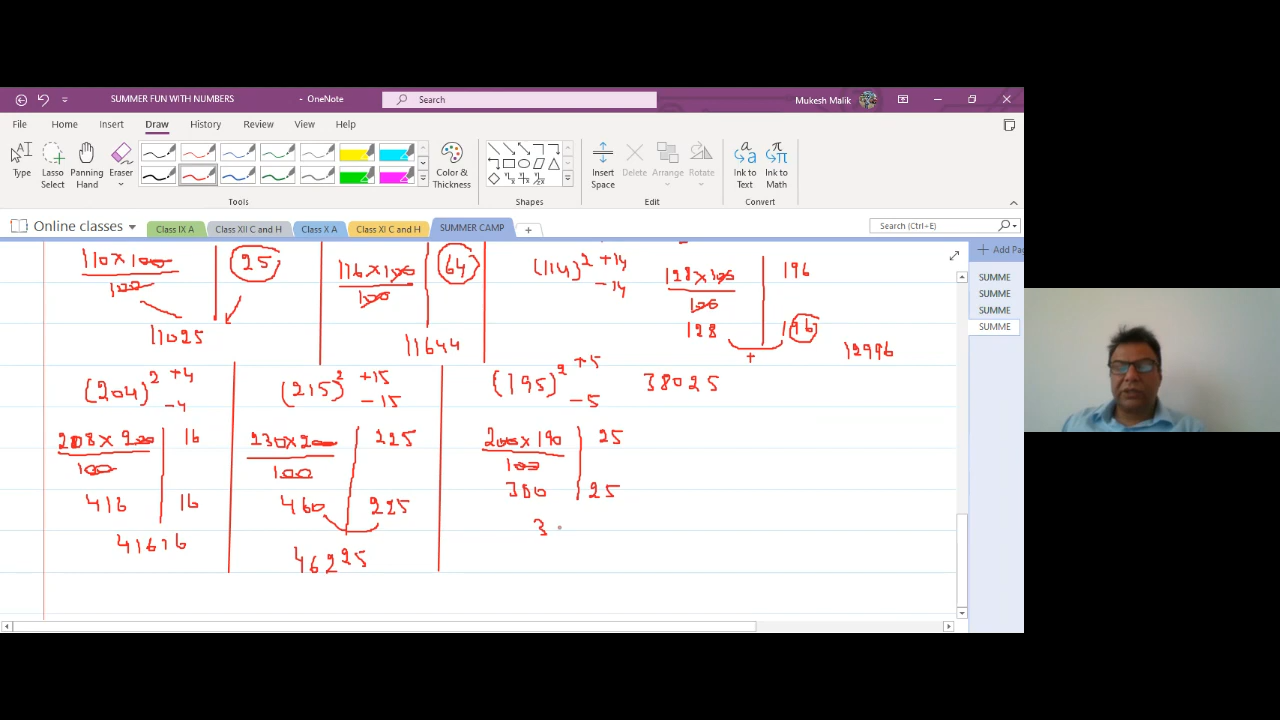 SUMMER FUN WITH NUMBERS - OneNote
Search
Mukesh Malik
File Home Insert Draw History Review View Help
Type
Lasso Select
Panning Hand
Eraser
Color & Thickness
Insert Space
Delete
Arrange
Rotate
Ink to Text
Ink to Math
Tools
Shapes
Edit
Convert
Online classes
Class IX A
Class XII C and H
Class X A
Class XI C and H
SUMMER CAMP
+
Search (Ctrl+E)
Add Pa
SUMME
SUMME
SUMME
SUMME
110 x 100
100
25
11025
116 x 100
100
64
11644
(114)² +14
-14
128 x 100
100
196
128
196
+
12996
(204)² +4
-4
16
100
416
16
41616
(215)² +15
-15
230 x 200
100
225
460
225
46225
(195)² +5
-5
38025
200 x 190
100
25
380
25
3